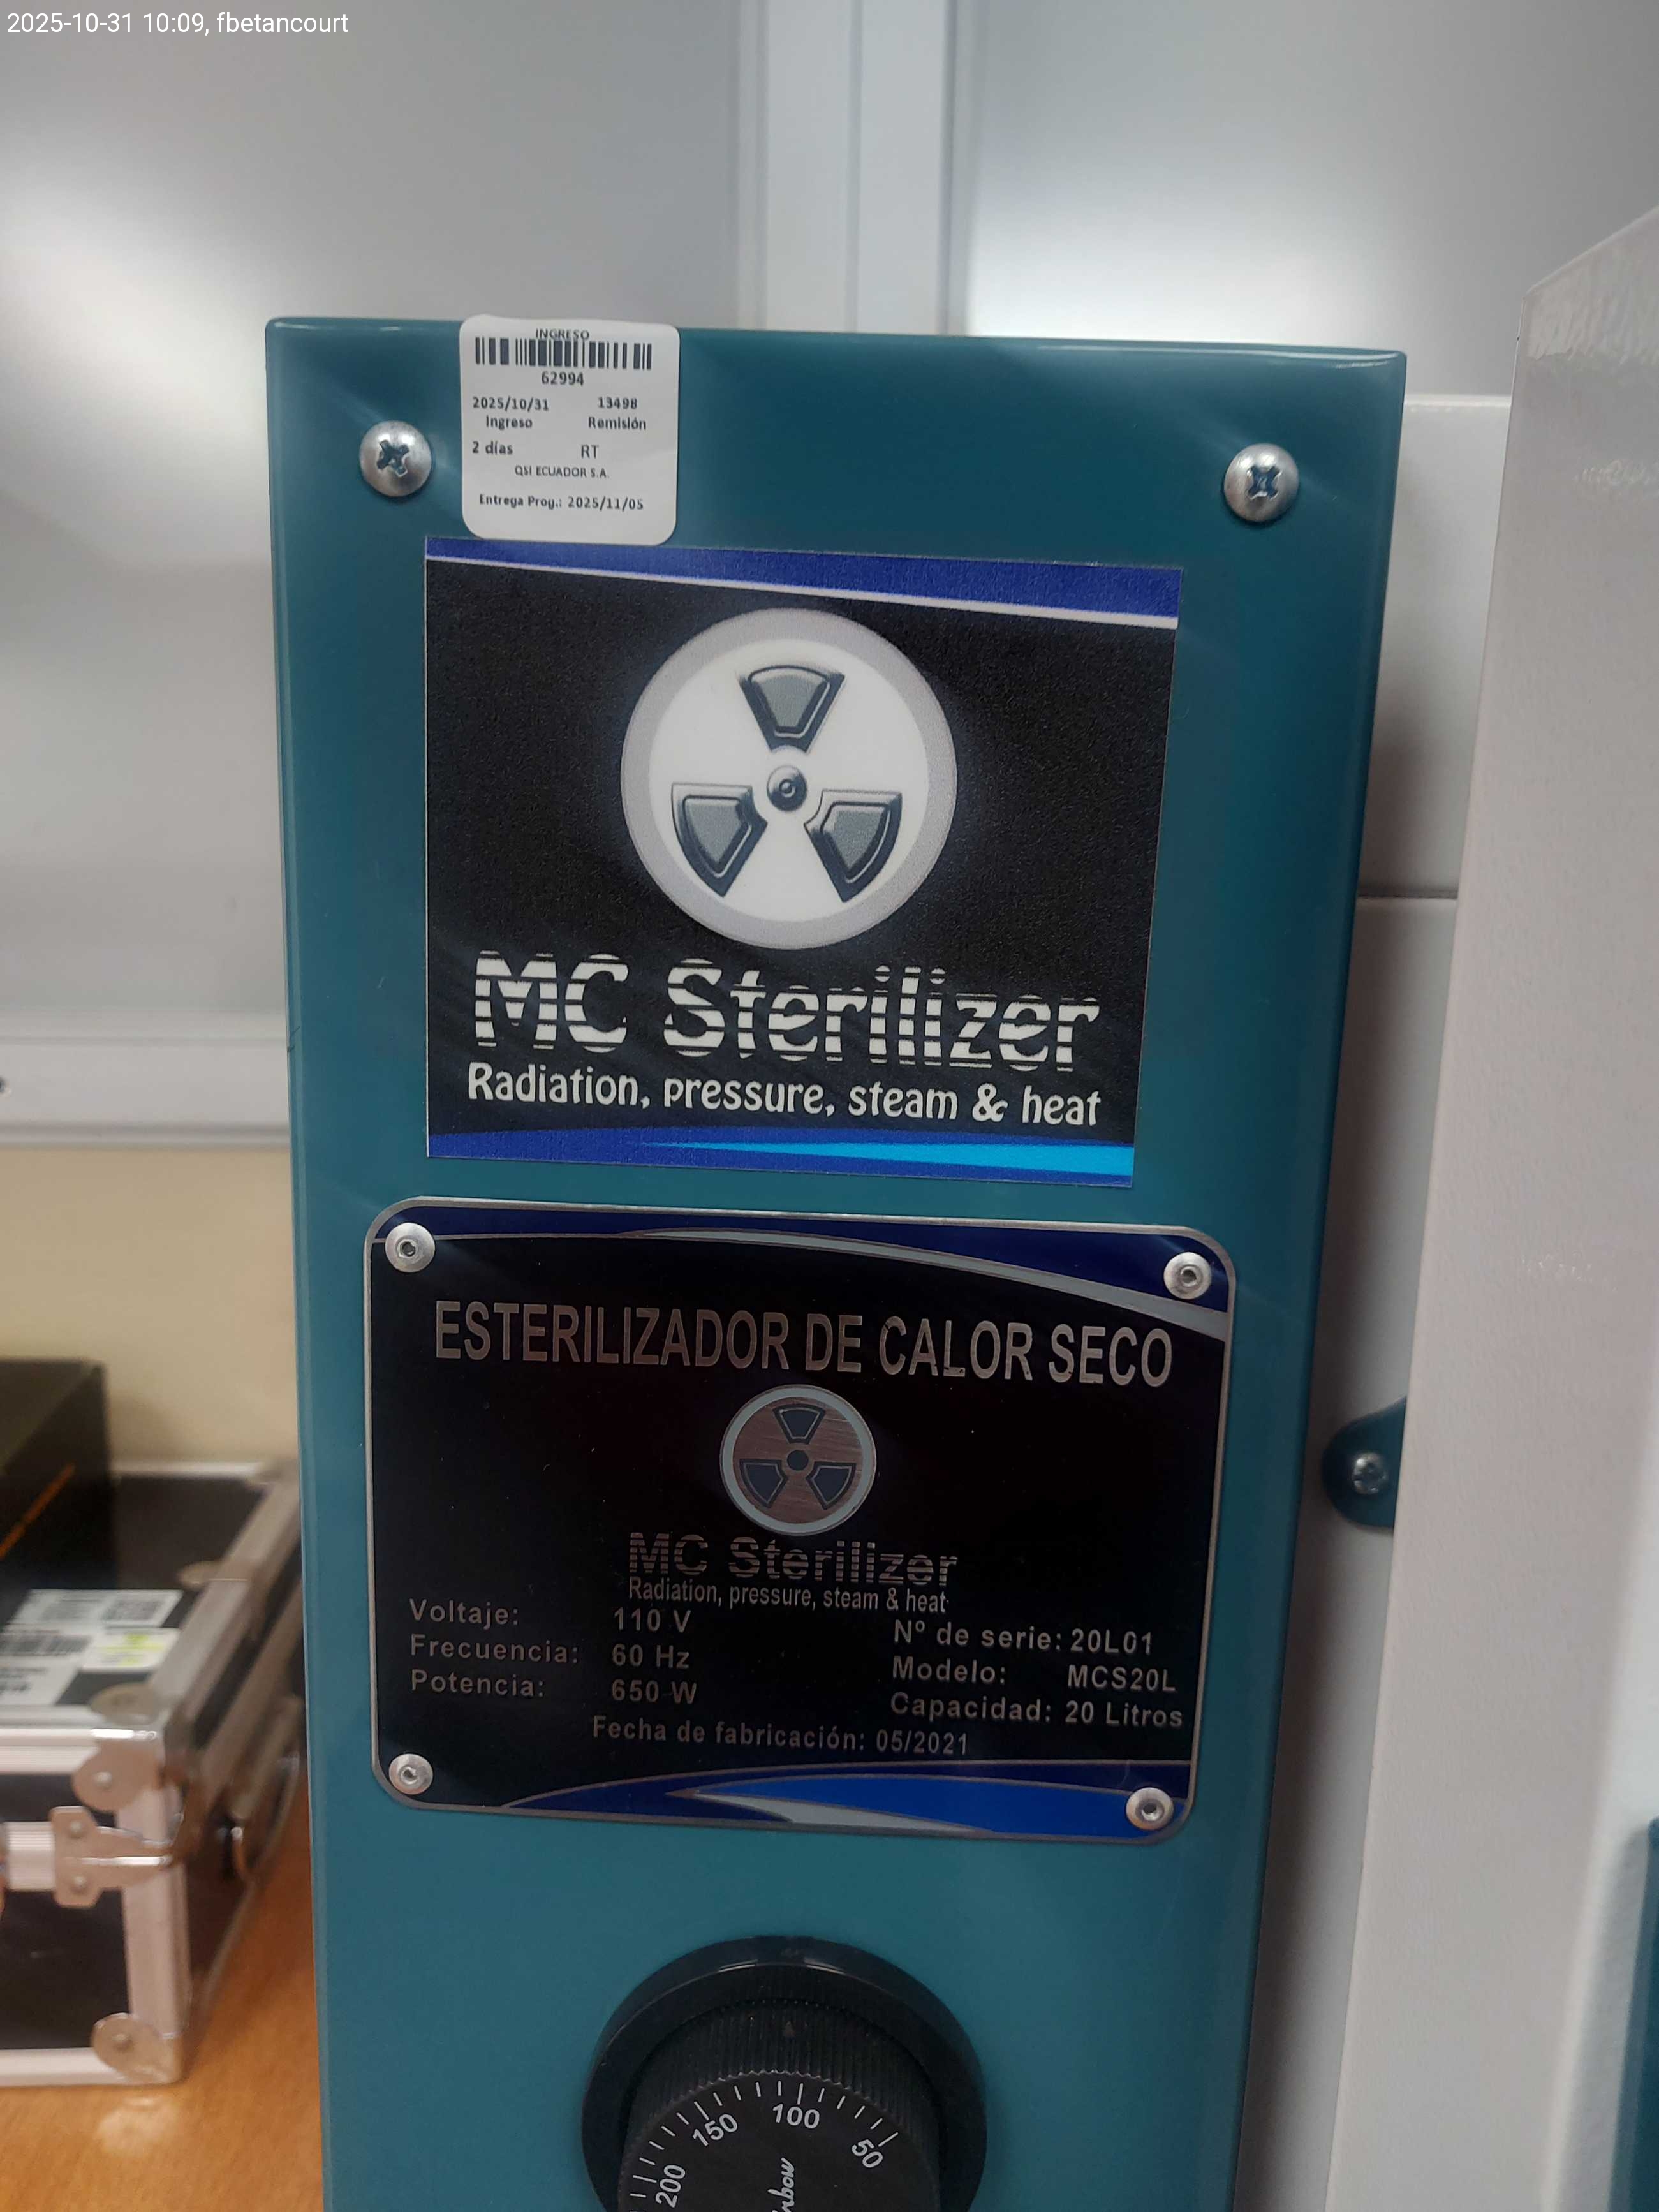 2025-10-31 10:09, fbetancourt
INGRESO
62994
2025/10/31 13498
Ingreso Remisión
2 días RT
QSI ECUADOR S.A.
Entrega Prog.: 2025/11/05
MC Sterilizer
Radiation, pressure, steam & heat
ESTERILIZADOR DE CALOR SECO
MC Sterilizer
Radiation, pressure, steam & heat
Voltaje: 110 V Nº de serie: 20L01
Frecuencia: 60 Hz Modelo: MCS20L
Potencia: 650 W Capacidad: 20 Litros
Fecha de fabricación: 05/2021
200 150 100 50